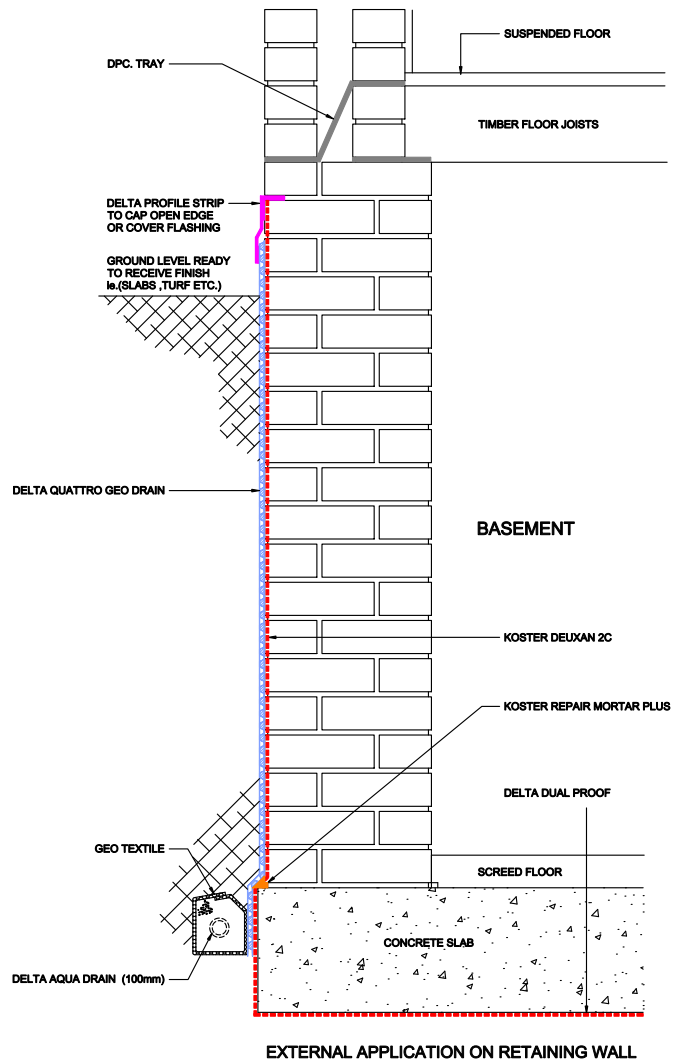 SUSPENDED FLOOR
DPC. TRAY
TIMBER FLOOR JOISTS
DELTA PROFILE STRIP
TO CAP OPEN EDGE
OR COVER FLASHING
GROUND LEVEL READY
TO RECEIVE FINISH
ie.(SLABS ,TURF ETC.)
DELTA QUATTRO GEO DRAIN
BASEMENT
KOSTER DEUXAN 2C
KOSTER REPAIR MORTAR PLUS
DELTA DUAL PROOF
GEO TEXTILE
SCREED FLOOR
CONCRETE SLAB
DELTA AQUA DRAIN (100mm)
EXTERNAL APPLICATION ON RETAINING WALL